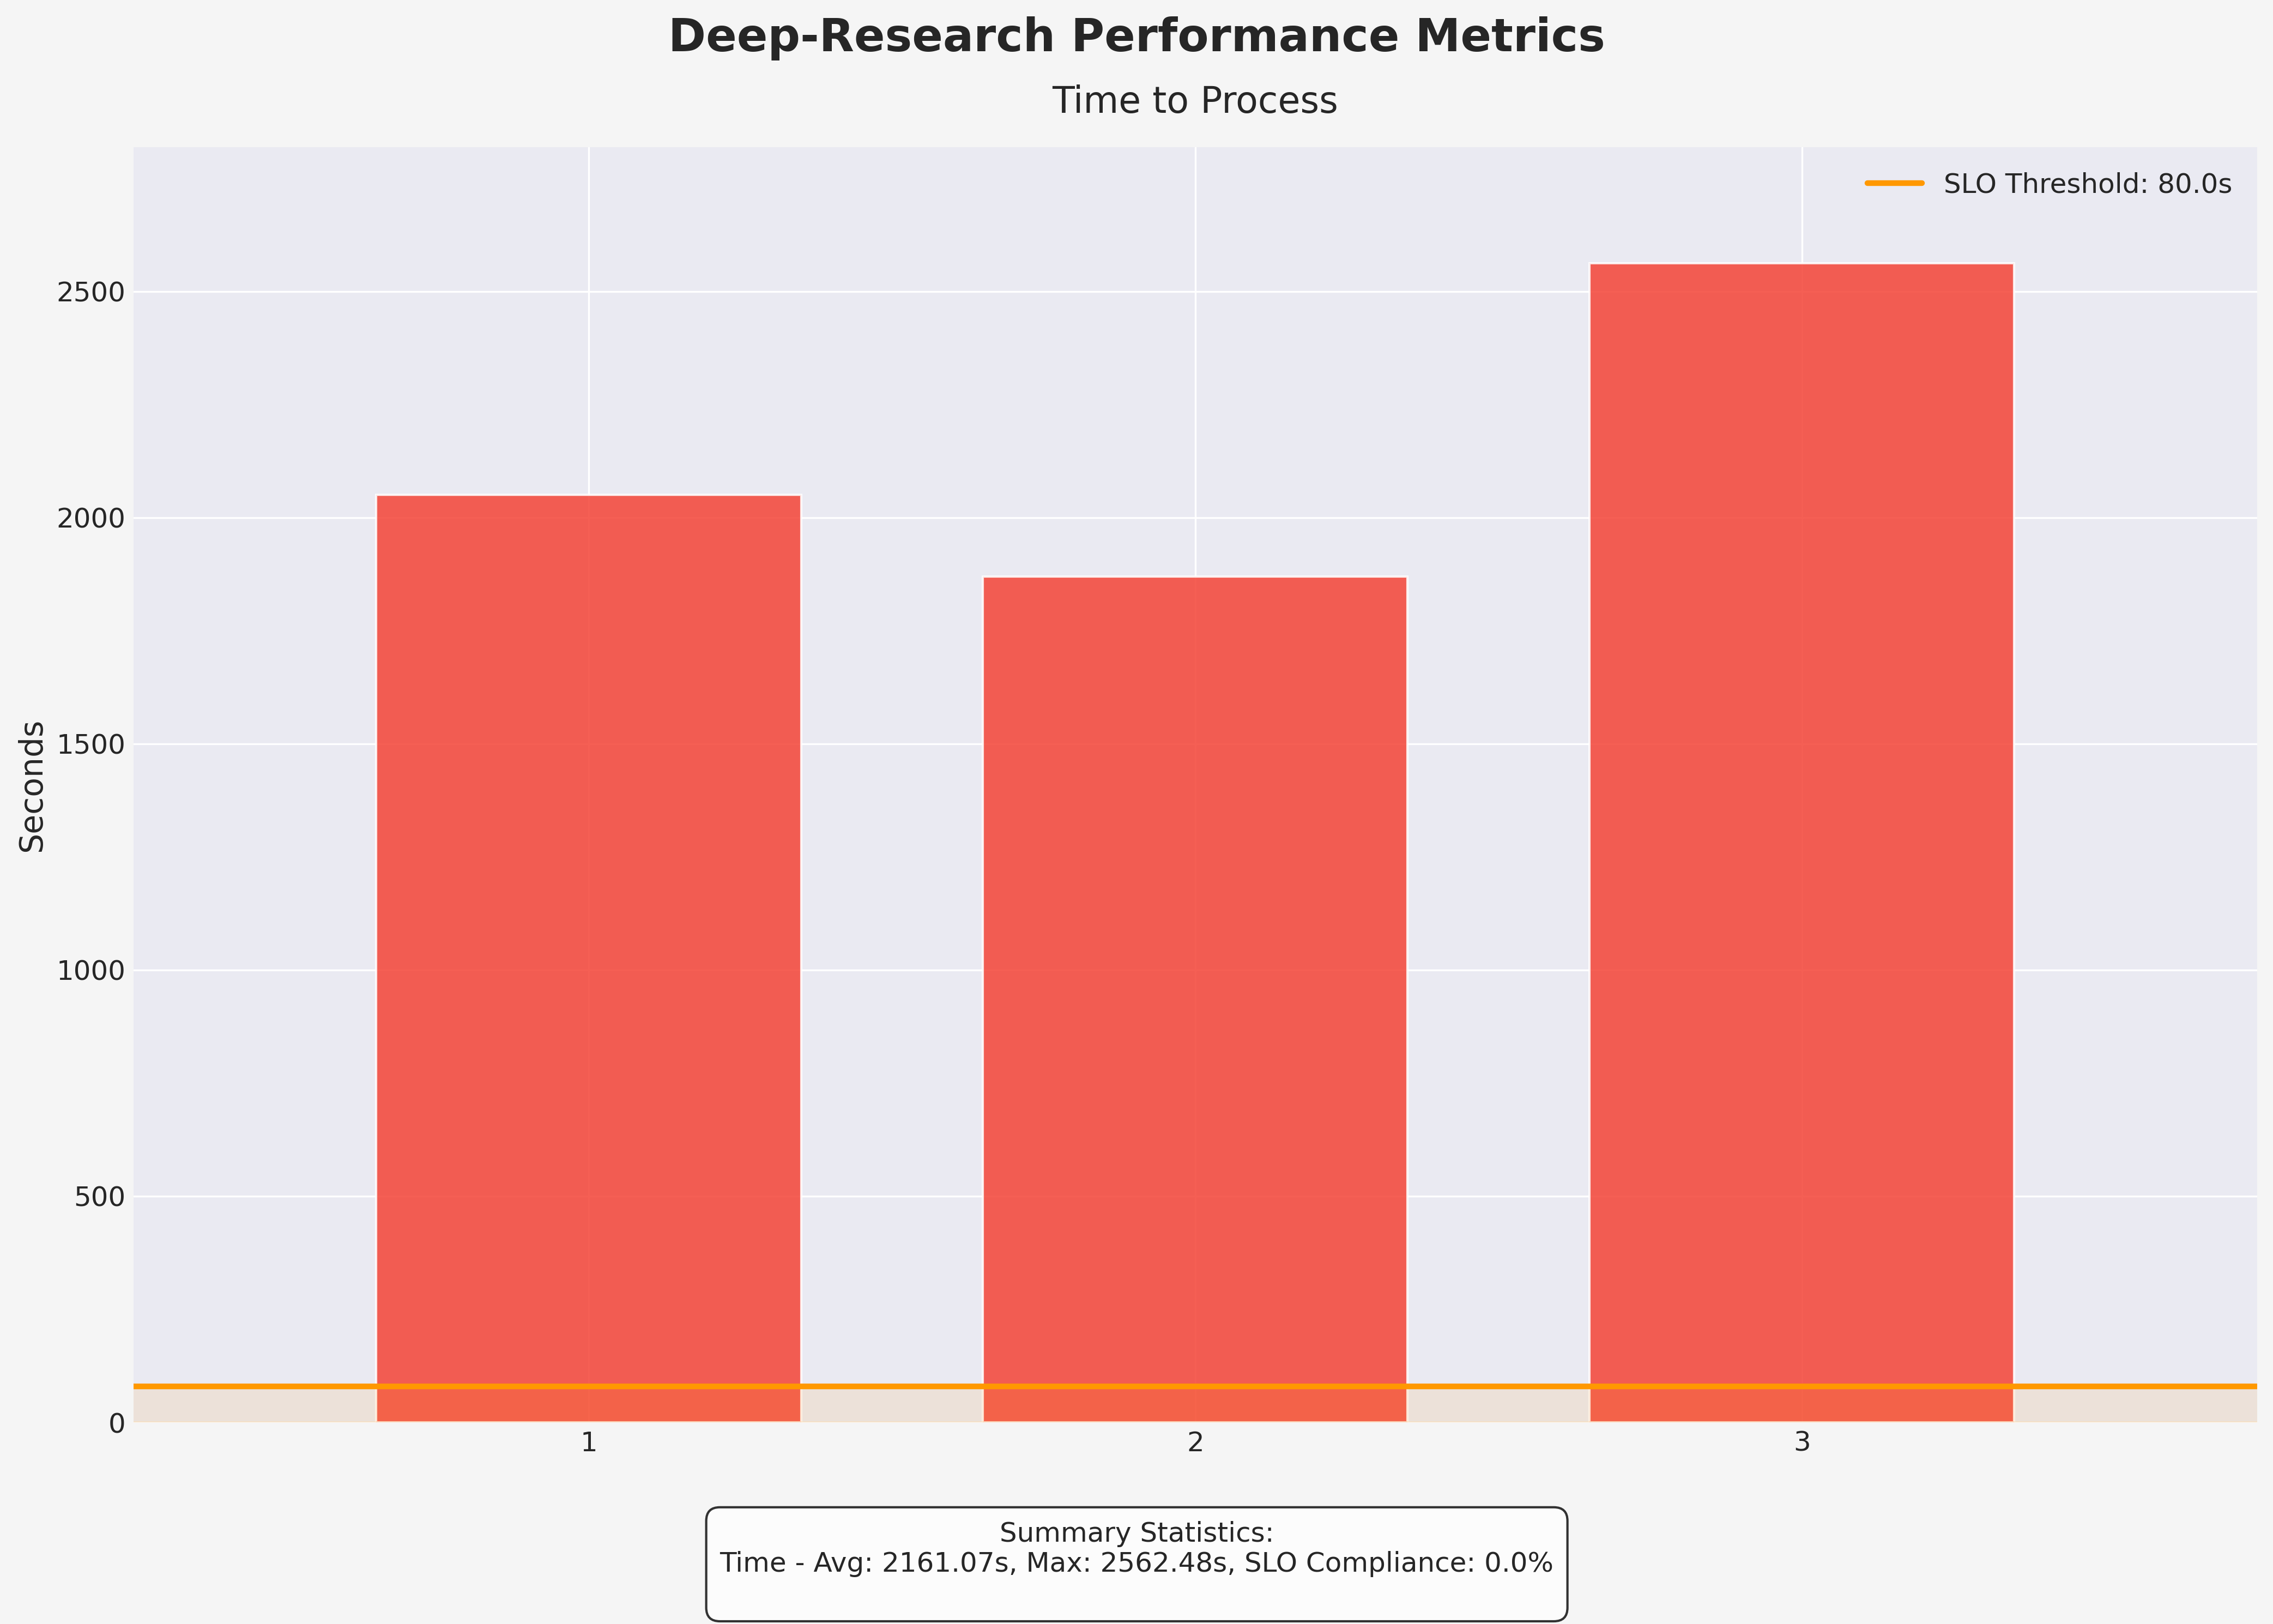 Deep-Research Performance Metrics
Time to Process
SLO Threshold: 80.0s
Seconds
2500
2000
1500
1000
500
0
1
2
3
Summary Statistics:
Time - Avg: 2161.07s, Max: 2562.48s, SLO Compliance: 0.0%